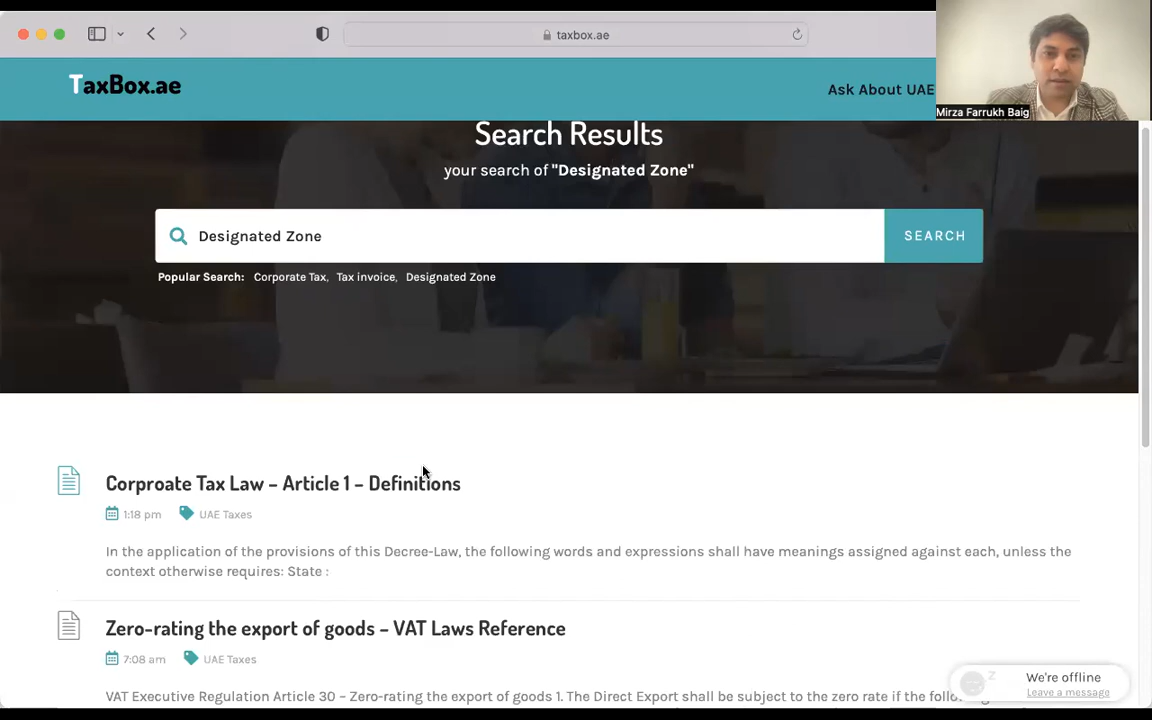 taxbox.ae
TaxBox.ae
Ask About UAE
Mirza Farrukh Baig
Search Results
your search of "Designated Zone"
Designated Zone
SEARCH
Popular Search: Corporate Tax, Tax invoice, Designated Zone
Corproate Tax Law – Article 1 – Definitions
1:18 pm UAE Taxes
In the application of the provisions of this Decree-Law, the following words and expressions shall have meanings assigned against each, unless the
context otherwise requires: State :
Zero-rating the export of goods – VAT Laws Reference
7:08 am UAE Taxes
VAT Executive Regulation Article 30 – Zero-rating the export of goods 1. The Direct Export shall be subject to the zero rate if the
We're offline
Leave a message